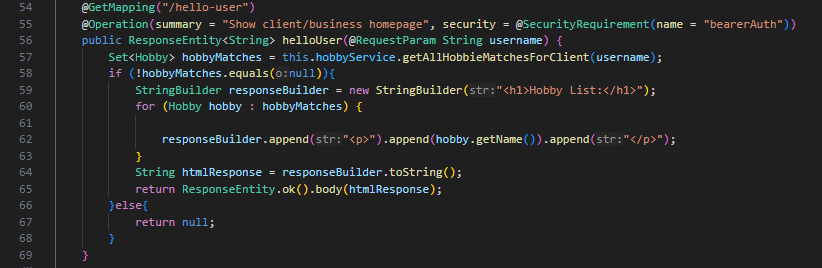 54 @GetMapping("/hello-user")
55 @Operation(summary = "Show client/business homepage", security = @SecurityRequirement(name = "bearerAuth"))
56 public ResponseEntity<String> helloUser(@RequestParam String username) {
57 Set<Hobby> hobbyMatches = this.hobbyService.getAllHobbieMatchesForClient(username);
58 if (!hobbyMatches.equals(o:null)){
59 StringBuilder responseBuilder = new StringBuilder(str:"<h1>Hobby List:</h1>");
60 for (Hobby hobby : hobbyMatches) {
61
62 responseBuilder.append(str:"<p>").append(hobby.getName()).append(str:"</p>");
63 }
64 String htmlResponse = responseBuilder.toString();
65 return ResponseEntity.ok().body(htmlResponse);
66 }else{
67 return null;
68 }
69 }